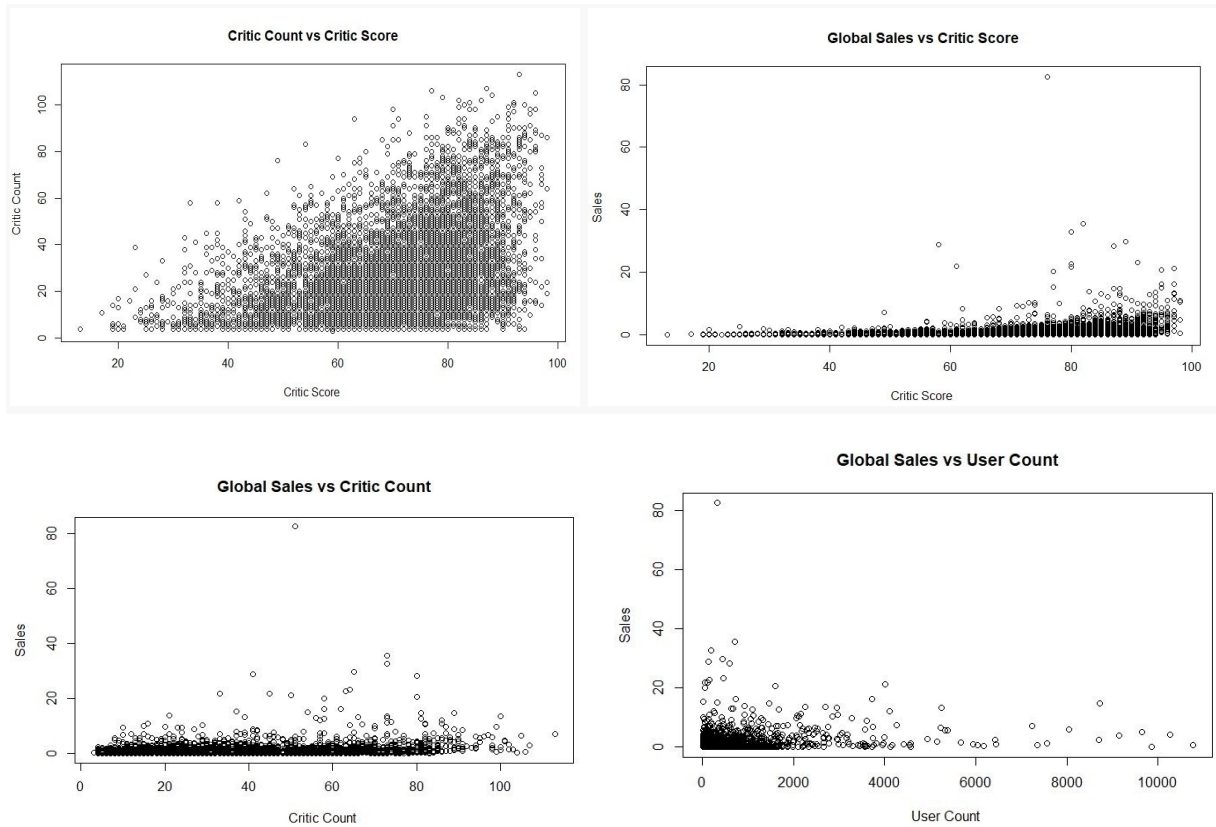 Critic Count vs Critic Score
100
80
60
40
20
0
Critic Count
20 40 60 80 100
Critic Score
Global Sales vs Critic Score
80
60
40
20
0
Sales
20 40 60 80 100
Critic Score
Global Sales vs Critic Count
80
60
40
20
0
Sales
0 20 40 60 80 100
Critic Count
Global Sales vs User Count
80
60
40
20
0
Sales
0 2000 4000 6000 8000 10000
User Count